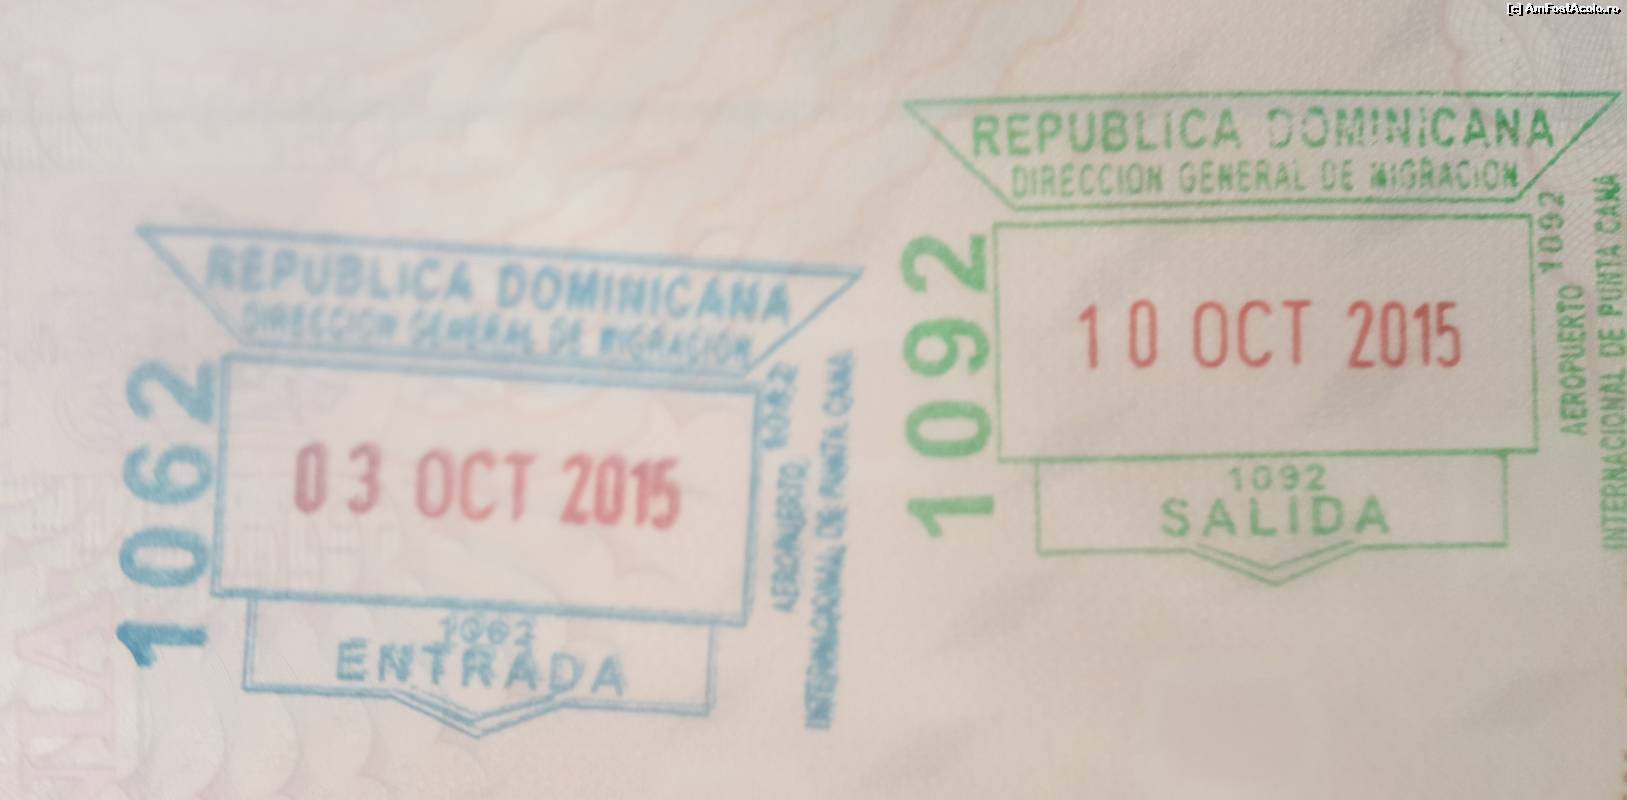 [c] AmFostAcolo.ro
REPUBLICA DOMINICANA
DIRECCION GENERAL DE MIGRACION
1062
03 OCT 2015
1062
ENTRADA
AEROPUERTO 1062
INTERNACIONAL DE PUNTA CANA
REPUBLICA DOMINICANA
DIRECCION GENERAL DE MIGRACION
1092
10 OCT 2015
1092
SALIDA
AEROPUERTO 1092
INTERNACIONAL DE PUNTA CANA